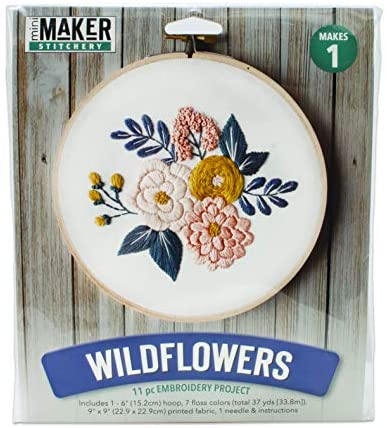 mini
MAKER
STITCHERY
MAKES
1
WILDFLOWERS
11 pc EMBROIDERY PROJECT
Includes 1 - 6" (15.2cm) hoop, 7 floss colors (total 37 yds [33.8m]),
9" x 9" (22.9 x 22.9cm) printed fabric, 1 needle & instructions